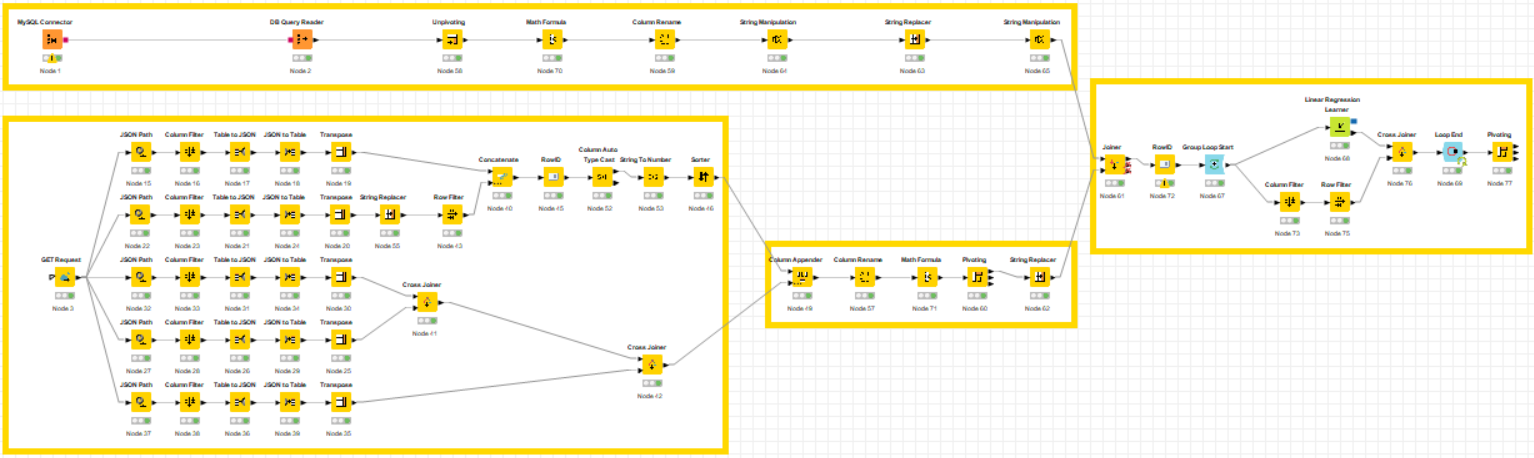 MySQL Connector DB Query Reader Unpivoting Math Formula Column Rename String Manipulation String Replacer String Manipulation
Node 1 Node 2 Node 58 Node 70 Node 59 Node 64 Node 63 Node 65
Linear Regression
Learner
Joiner RowID Group Loop Start Cross Joiner Loop End Pivoting
Node 68
Node 61 Node 72 Node 67 Node 76 Node 69 Node 77
Column Filter Row Filter
Node 73 Node 75
JSON Path Column Filter Table to JSON JSON to Table Transpose
Node 15 Node 16 Node 17 Node 18 Node 19
Column Auto
Concatenate RowID Type Cast String To Number Sorter
Node 40 Node 45 Node 52 Node 53 Node 46
JSON Path Column Filter Table to JSON JSON to Table Transpose String Replacer Row Filter
Node 22 Node 23 Node 21 Node 24 Node 20 Node 55 Node 43
GET Request
Node 3
JSON Path Column Filter Table to JSON JSON to Table Transpose
Node 32 Node 33 Node 31 Node 34 Node 30
Cross Joiner
Node 41
Column Appender Column Rename Math Formula Pivoting String Replacer
Node 49 Node 57 Node 71 Node 60 Node 62
JSON Path Column Filter Table to JSON JSON to Table Transpose
Node 27 Node 28 Node 26 Node 29 Node 25
Cross Joiner
Node 42
JSON Path Column Filter Table to JSON JSON to Table Transpose
Node 37 Node 38 Node 36 Node 39 Node 35